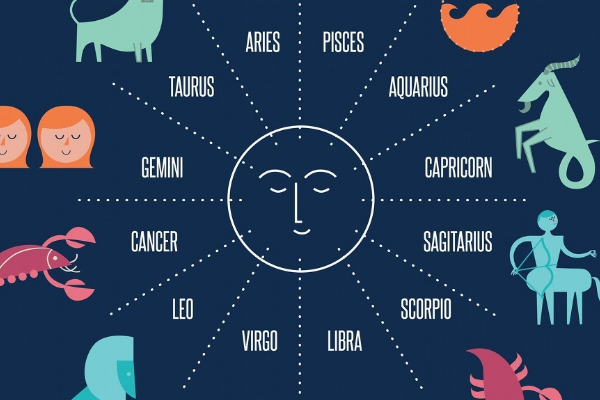 ARIES
PISCES
TAURUS
AQUARIUS
GEMINI
CAPRICORN
CANCER
SAGITARIUS
LEO
SCORPIO
VIRGO
LIBRA